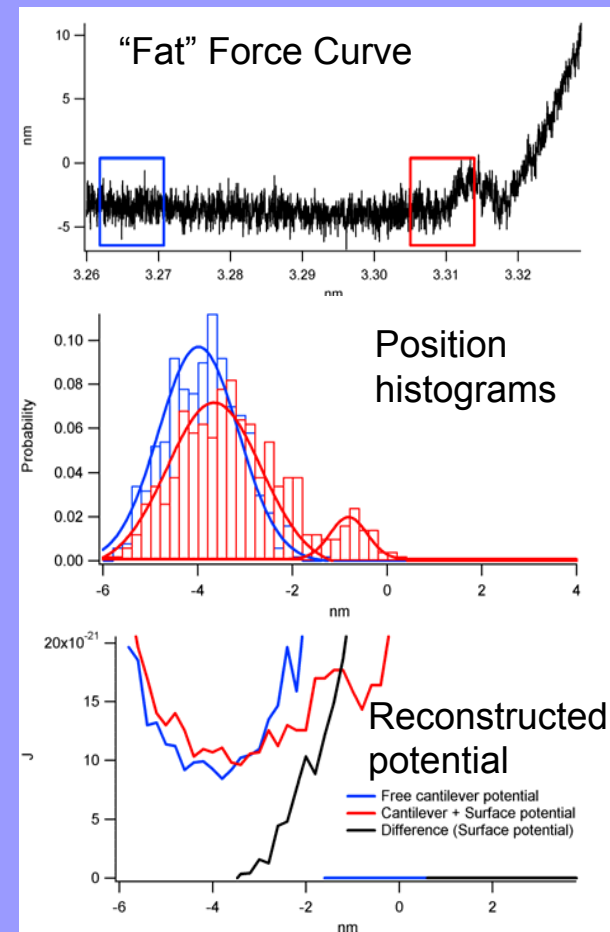 “Fat” Force Curve
10
5
0
-5
nm
3.26 3.27 3.28 3.29 3.30 3.31 3.32
nm
Position
histograms
0.10
0.08
0.06
0.04
0.02
0.00
Probability
-6 -4 -2 0 2 4
nm
20x10-21
15
10
5
0
J
Reconstructed
potential
Free cantilever potential
Cantilever + Surface potential
Difference (Surface potential)
-6 -4 -2 0 2
nm